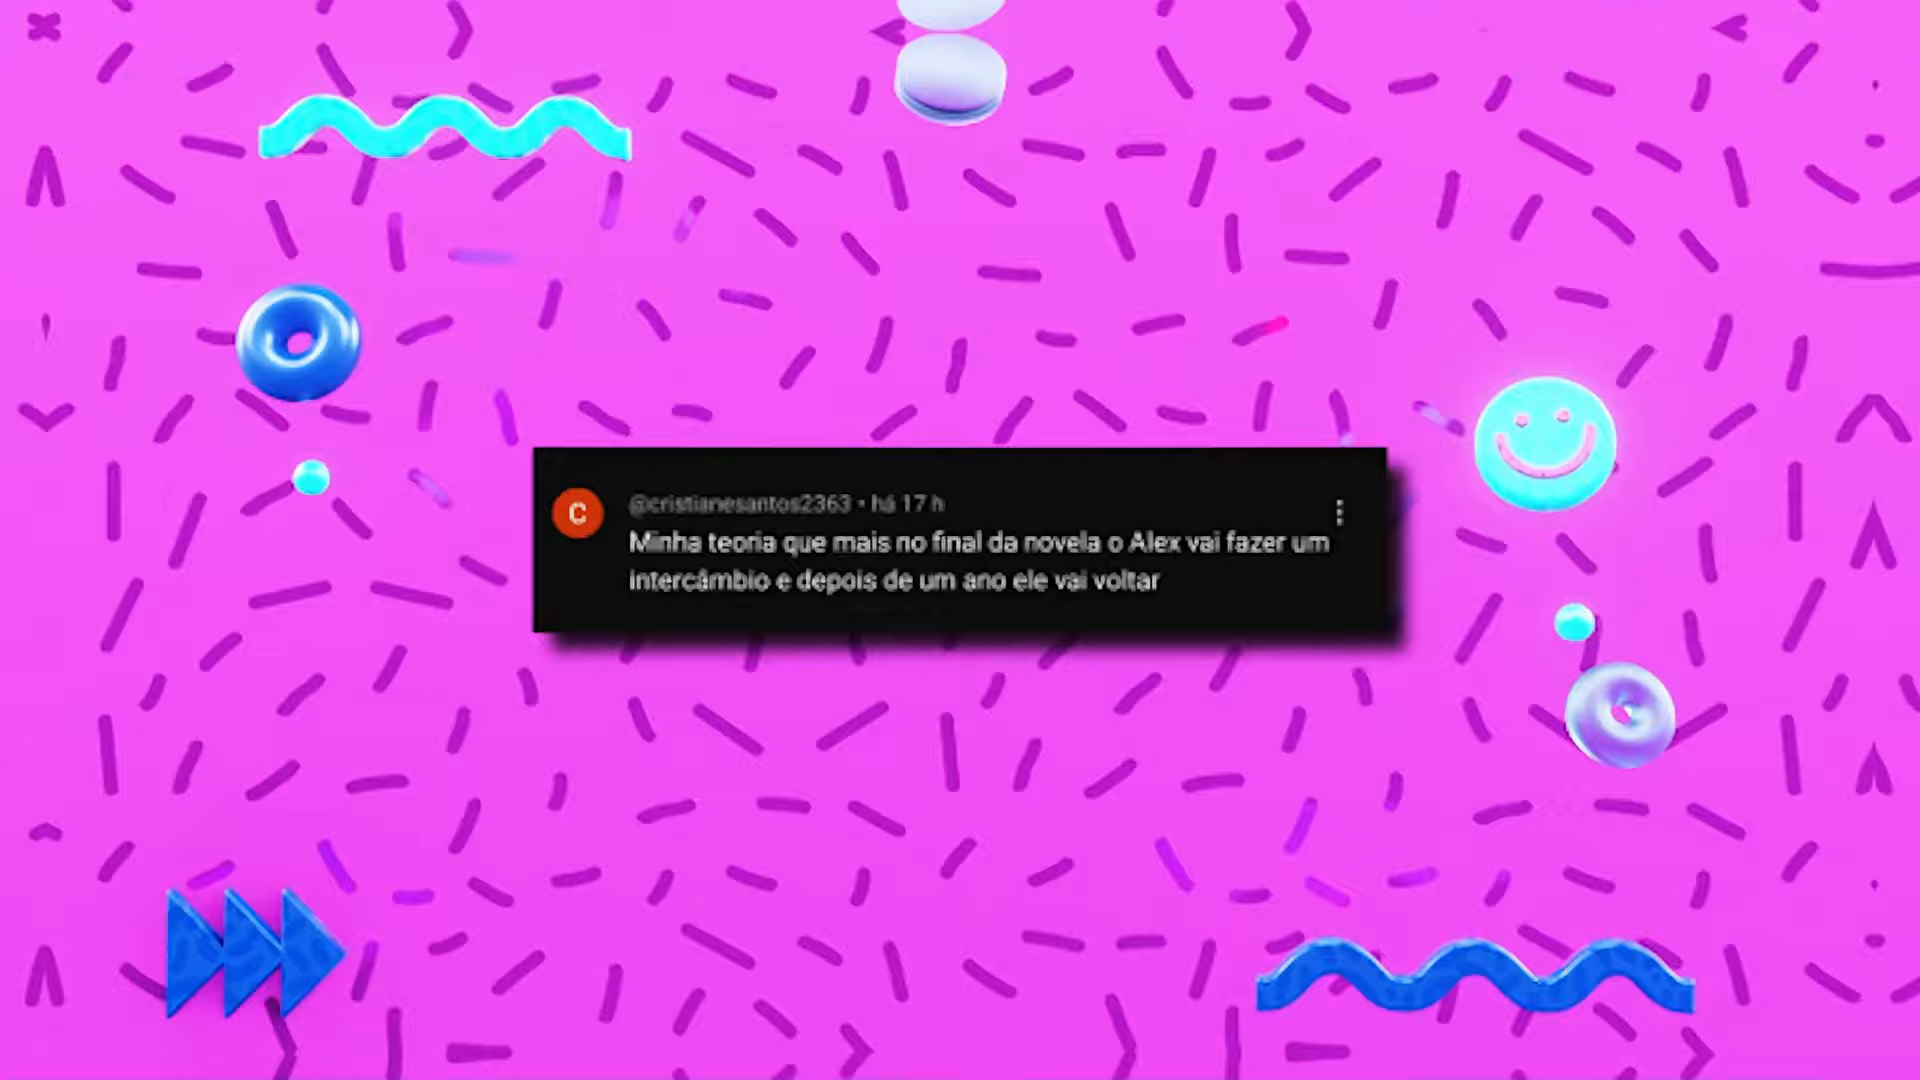 C
@cristianesantos2363 • há 17 h
Minha teoria que mais no final da novela o Alex vai fazer um
intercâmbio e depois de um ano ele vai voltar